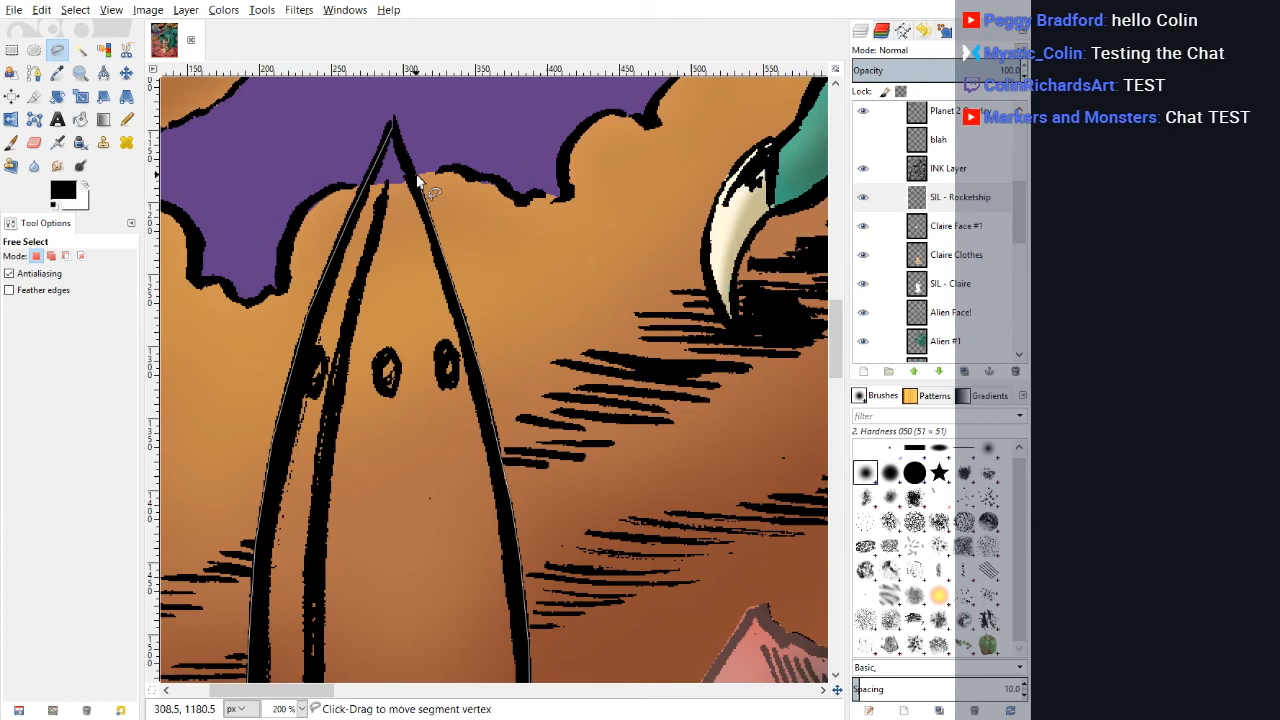 File Edit Select View Image Layer Colors Tools Filters Windows Help
Peggy Bradford: hello Colin
Mystic_Colin: Testing the Chat
ColinRichardsArt: TEST
Markers and Monsters: Chat TEST
Mode: Normal
Opacity 100.0
Lock:
150 200 250 300 350 400 450 500 550
blah
INK Layer
SIL - Rocketship
Claire Face #1
Claire Clothes
SIL - Claire
Alien Face!
Alien #1
Tool Options
Free Select
Mode:
Antialiasing
Feather edges
Brushes Patterns Gradients
filter
2. Hardness 050 (51 × 51)
Basic,
Spacing 10.0
308.5, 1180.5 px 200 % Click-Drag to move segment vertex